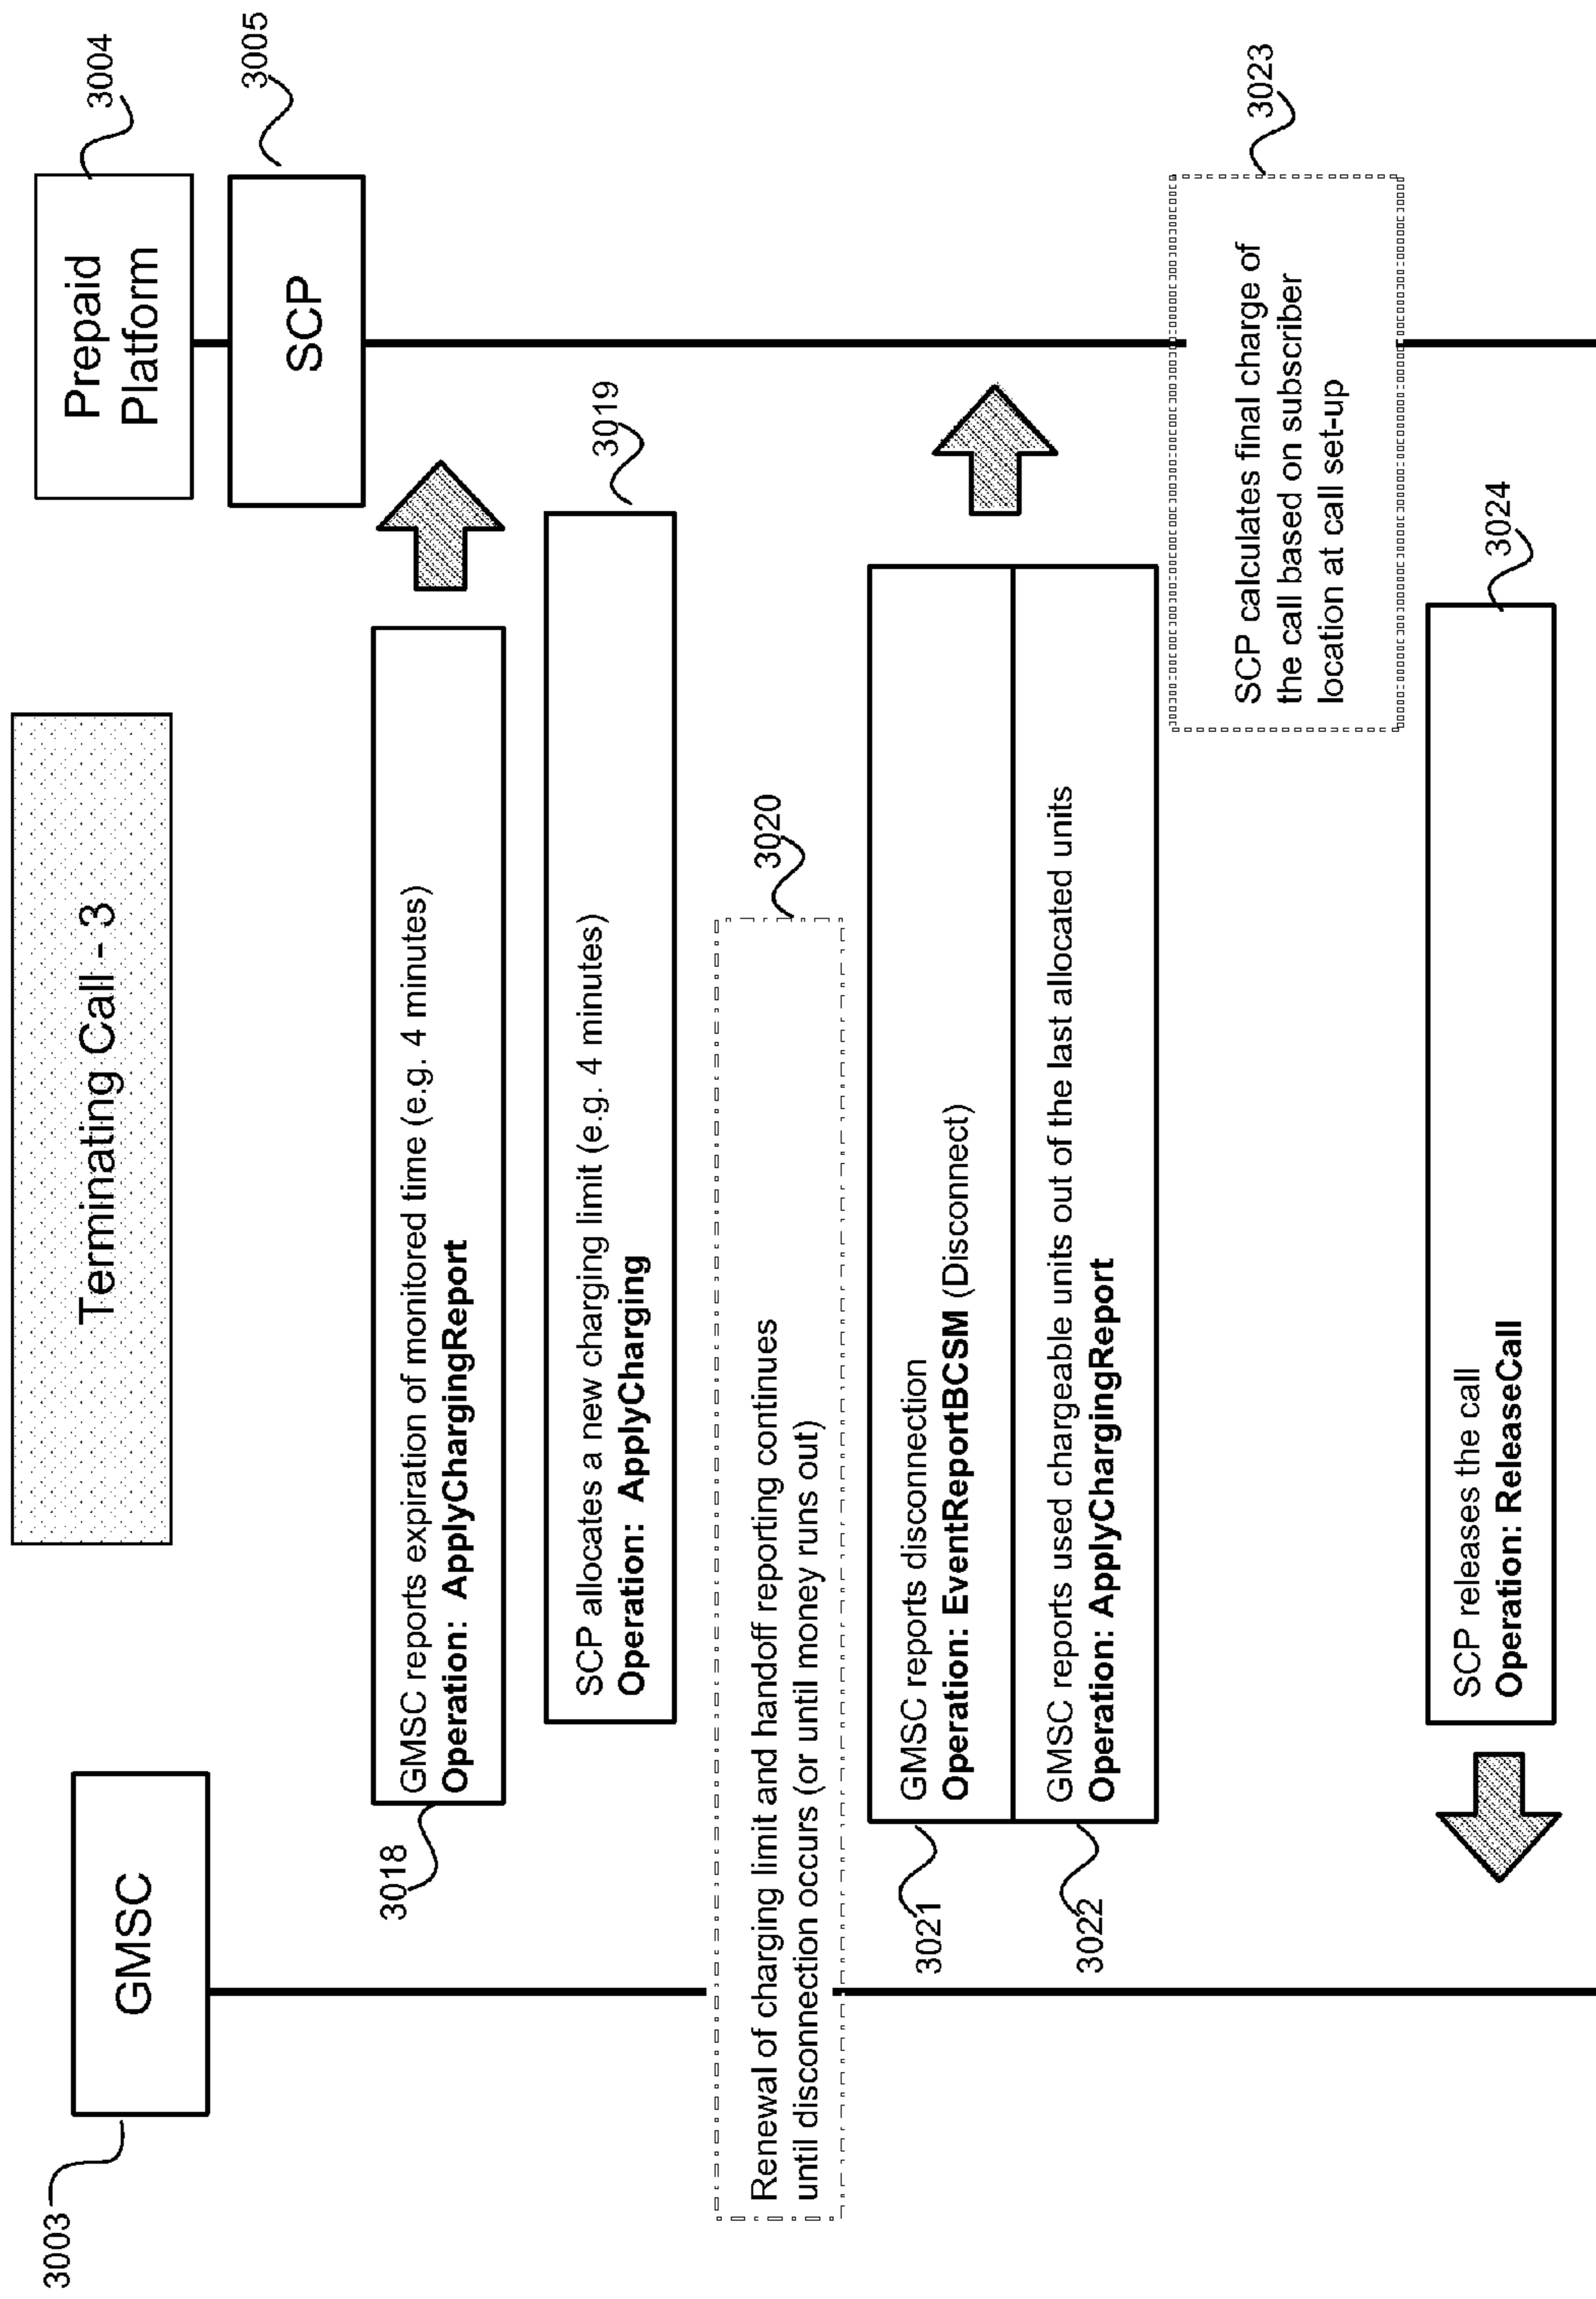 Terminating Call - 3
3003
GMSC
Prepaid
Platform
3004
SCP
3005
3018
GMSC reports expiration of monitored time (e.g. 4 minutes)
Operation: ApplyChargingReport
SCP allocates a new charging limit (e.g. 4 minutes)
Operation: ApplyCharging
3019
Renewal of charging limit and handoff reporting continues
until disconnection occurs (or until money runs out)
3020
3021
GMSC reports disconnection
Operation: EventReportBCSM (Disconnect)
3022
GMSC reports used chargeable units out of the last allocated units
Operation: ApplyChargingReport
SCP calculates final charge of
the call based on subscriber
location at call set-up
3023
SCP releases the call
Operation: ReleaseCall
3024